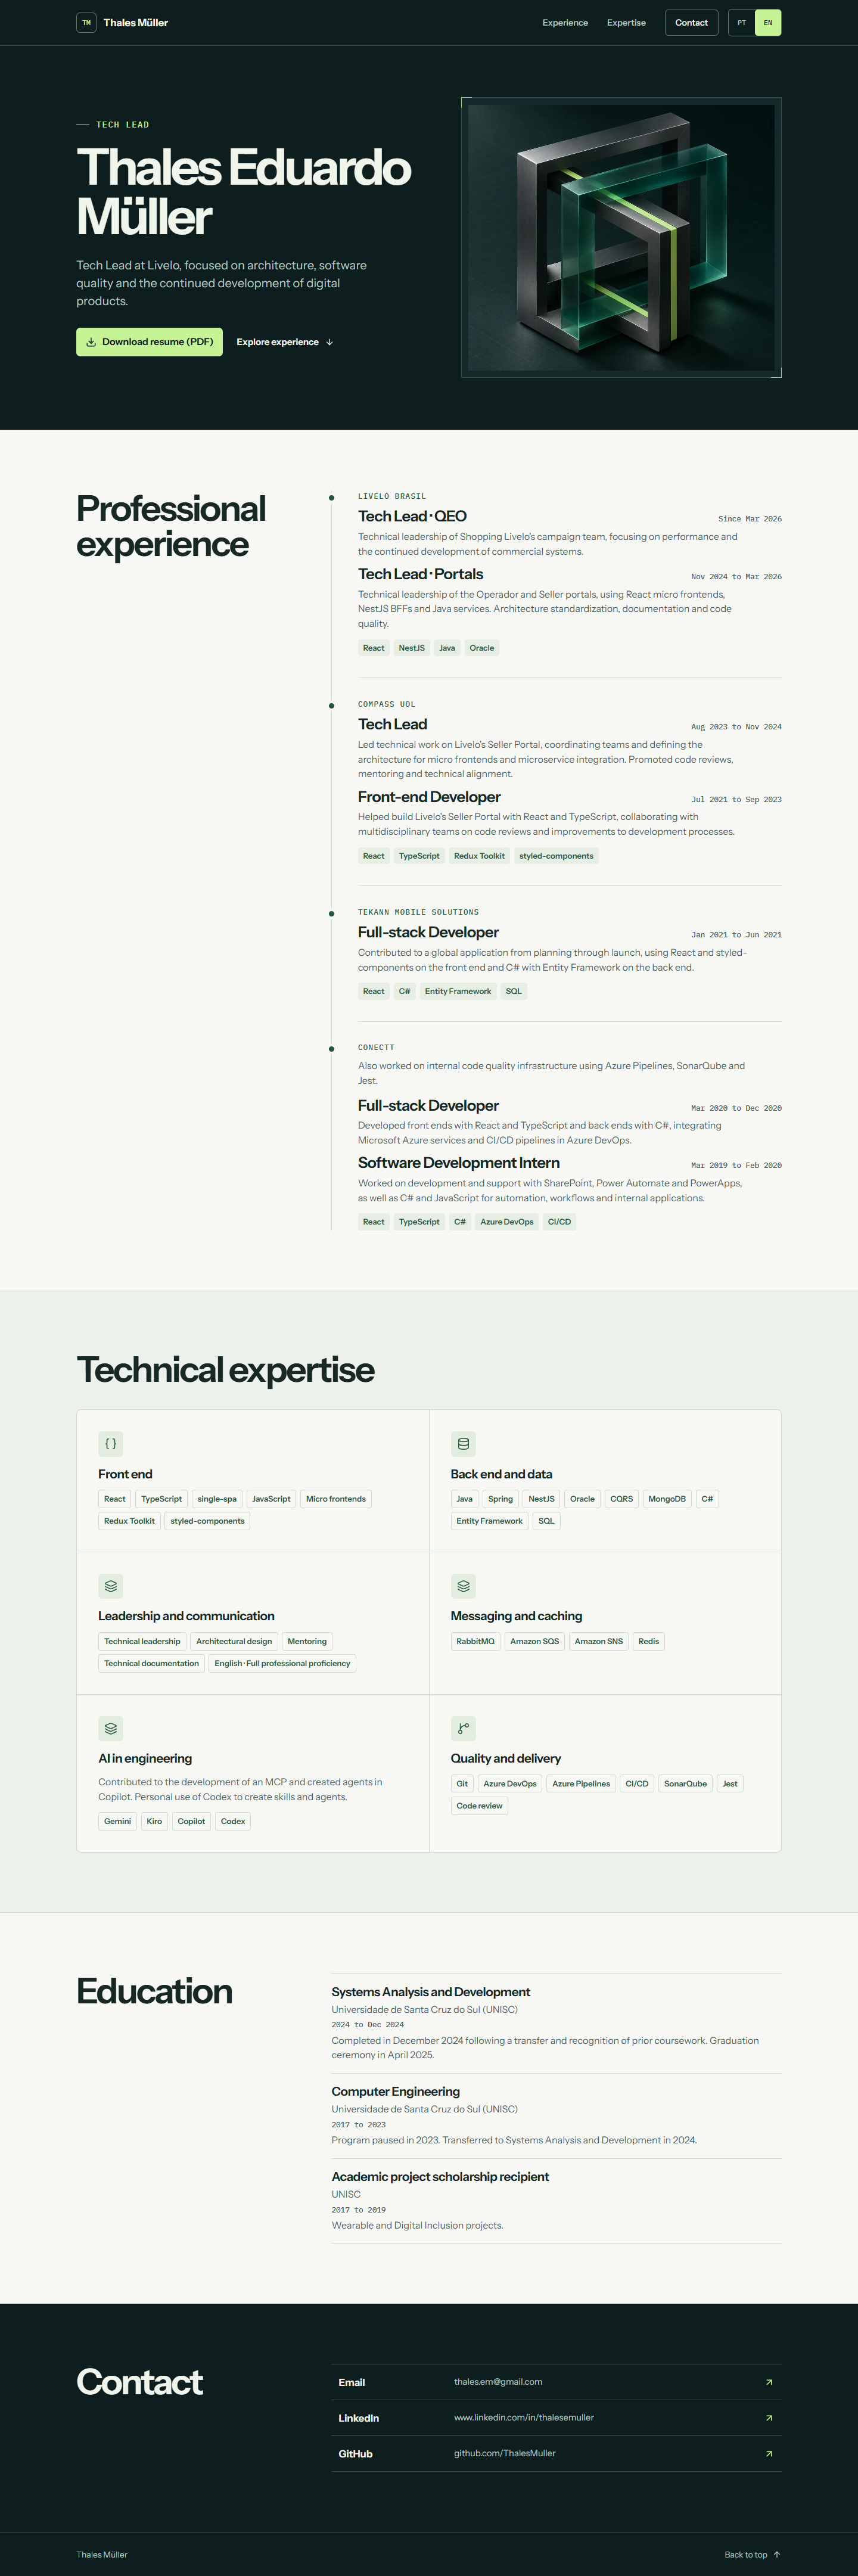 TM Thales Müller Experience Expertise Contact PT EN
TECH LEAD
Thales Eduardo
Müller
Tech Lead at Livelo, focused on architecture, software
quality and the continued development of digital
products.
Download resume (PDF) Explore experience ↓
Professional
experience
LIVELO BRASIL
Tech Lead · QEO Since Mar 2026
Technical leadership of Shopping Livelo's campaign team, focusing on performance and
the continued development of commercial systems.
Tech Lead · Portals Nov 2024 to Mar 2026
Technical leadership of the Operador and Seller portals, using React micro frontends,
NestJS BFFs and Java services. Architecture standardization, documentation and code
quality.
React NestJS Java Oracle
COMPASS UOL
Tech Lead Aug 2023 to Nov 2024
Led technical work on Livelo's Seller Portal, coordinating teams and defining the
architecture for micro frontends and microservice integration. Promoted code reviews,
mentoring and technical alignment.
Front-end Developer Jul 2021 to Sep 2023
Helped build Livelo's Seller Portal with React and TypeScript, collaborating with
multidisciplinary teams on code reviews and improvements to development processes.
React TypeScript Redux Toolkit styled-components
TEKANN MOBILE SOLUTIONS
Full-stack Developer Jan 2021 to Jun 2021
Contributed to a global application from planning through launch, using React and styled-
components on the front end and C# with Entity Framework on the back end.
React C# Entity Framework SQL
CONECTT
Also worked on internal code quality infrastructure using Azure Pipelines, SonarQube and
Jest.
Full-stack Developer Mar 2020 to Dec 2020
Developed front ends with React and TypeScript and back ends with C#, integrating
Microsoft Azure services and CI/CD pipelines in Azure DevOps.
Software Development Intern Mar 2019 to Feb 2020
Worked on development and support with SharePoint, Power Automate and PowerApps,
as well as C# and JavaScript for automation, workflows and internal applications.
React TypeScript C# Azure DevOps CI/CD
Technical expertise
Front end
React TypeScript single-spa JavaScript Micro frontends
Redux Toolkit styled-components
Back end and data
Java Spring NestJS Oracle CQRS MongoDB C#
Entity Framework SQL
Leadership and communication
Technical leadership Architectural design Mentoring
Technical documentation English · Full professional proficiency
Messaging and caching
RabbitMQ Amazon SQS Amazon SNS Redis
AI in engineering
Contributed to the development of an MCP and created agents in
Copilot. Personal use of Codex to create skills and agents.
Gemini Kiro Copilot Codex
Quality and delivery
Git Azure DevOps Azure Pipelines CI/CD SonarQube Jest
Code review
Education
Systems Analysis and Development
Universidade de Santa Cruz do Sul (UNISC)
2024 to Dec 2024
Completed in December 2024 following a transfer and recognition of prior coursework. Graduation
ceremony in April 2025.
Computer Engineering
Universidade de Santa Cruz do Sul (UNISC)
2017 to 2023
Program paused in 2023. Transferred to Systems Analysis and Development in 2024.
Academic project scholarship recipient
UNISC
2017 to 2019
Wearable and Digital Inclusion projects.
Contact
Email thales.em@gmail.com
LinkedIn www.linkedin.com/in/thalesemuller
GitHub github.com/ThalesMuller
Thales Müller Back to top ↑